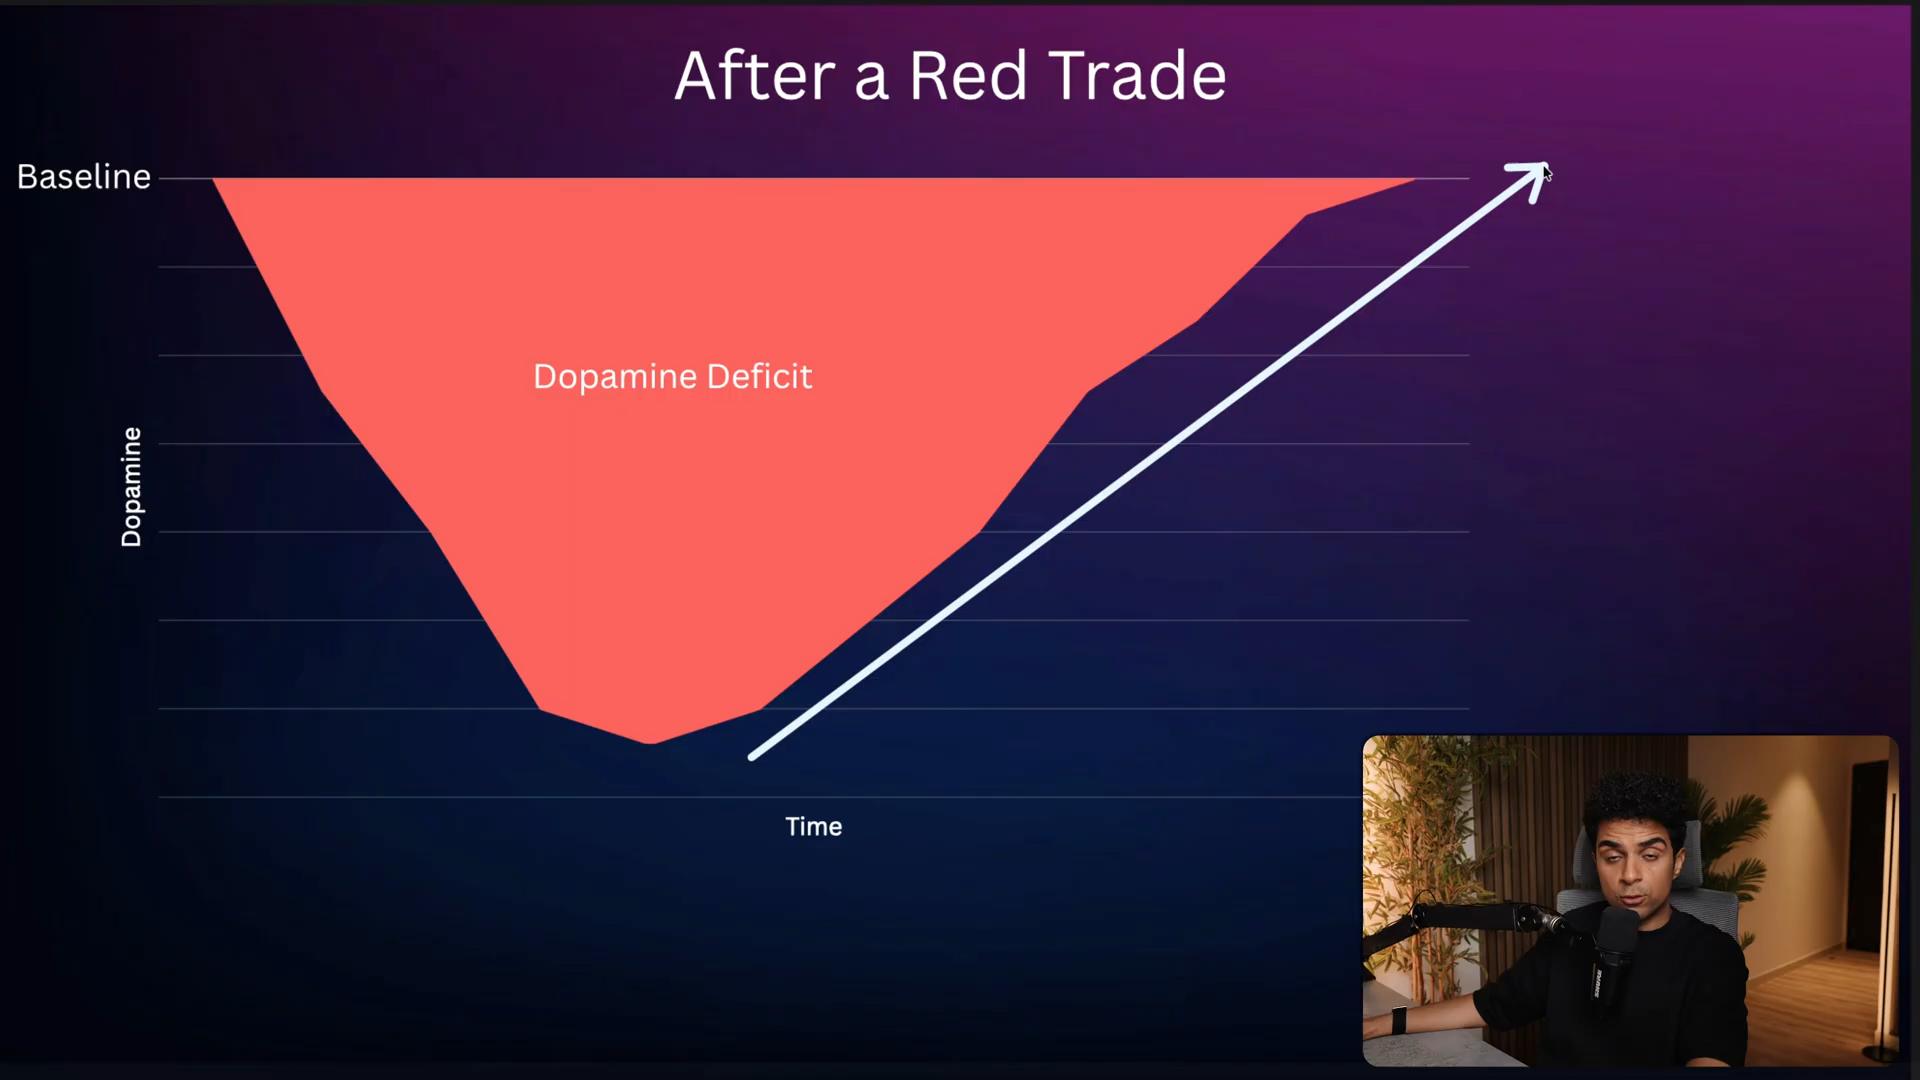 After a Red Trade
Baseline
Dopamine Deficit
Dopamine
Time